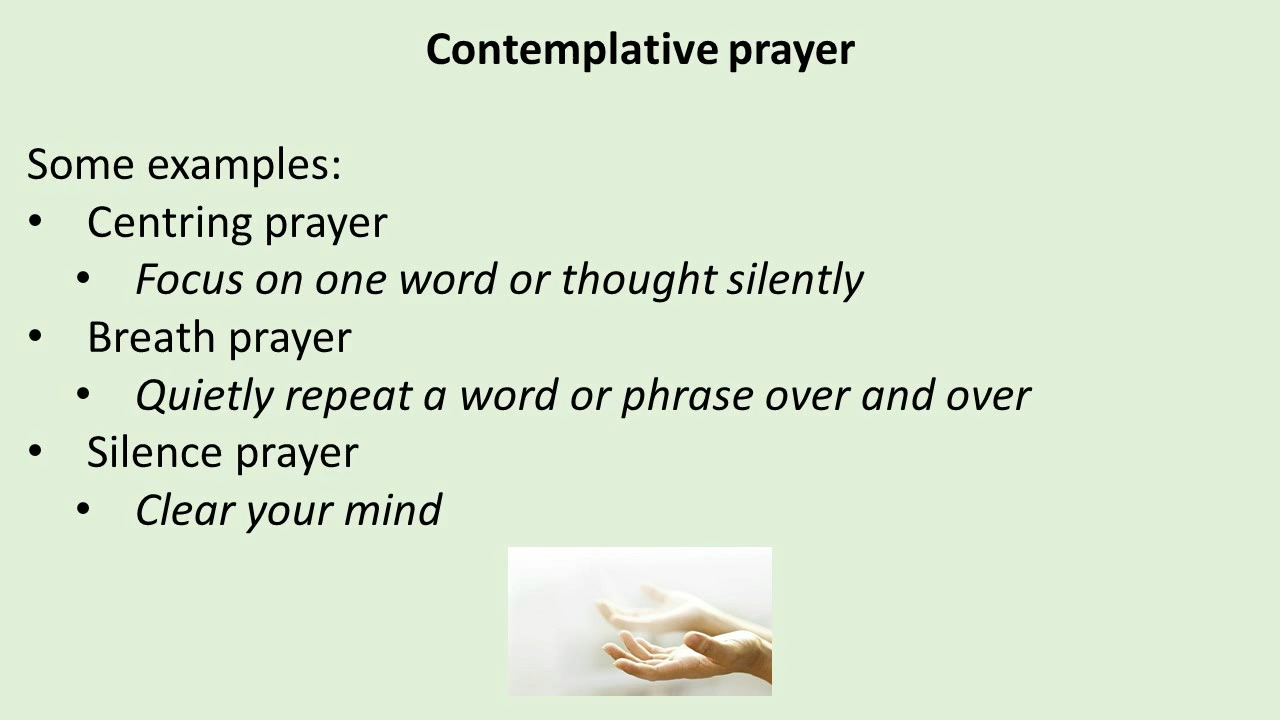 Contemplative prayer
Some examples:
• Centring prayer
• Focus on one word or thought silently
• Breath prayer
• Quietly repeat a word or phrase over and over
• Silence prayer
• Clear your mind